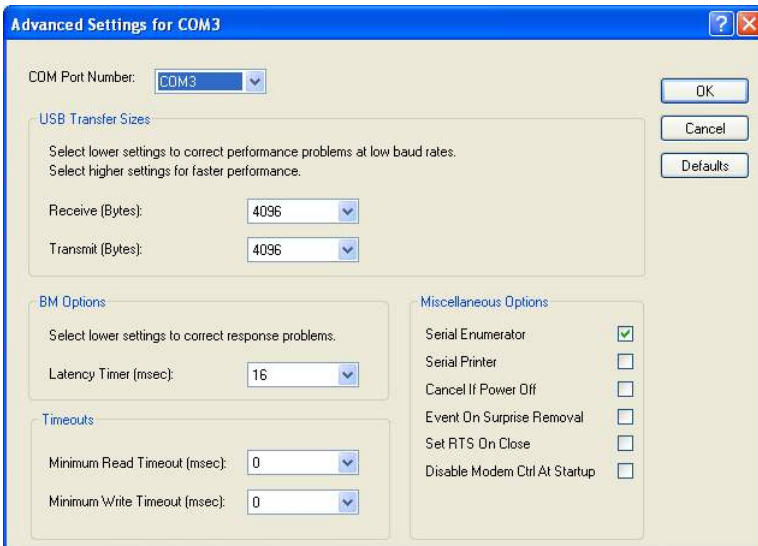 Advanced Settings for COM3
COM Port Number: COM3
OK
USB Transfer Sizes
Cancel
Select lower settings to correct performance problems at low baud rates.
Select higher settings for faster performance.
Defaults
Receive (Bytes): 4096
Transmit (Bytes): 4096
BM Options
Select lower settings to correct response problems.
Latency Timer (msec): 16
Timeouts
Minimum Read Timeout (msec): 0
Minimum Write Timeout (msec): 0
Miscellaneous Options
Serial Enumerator
Serial Printer
Cancel If Power Off
Event On Surprise Removal
Set RTS On Close
Disable Modem Ctrl At Startup